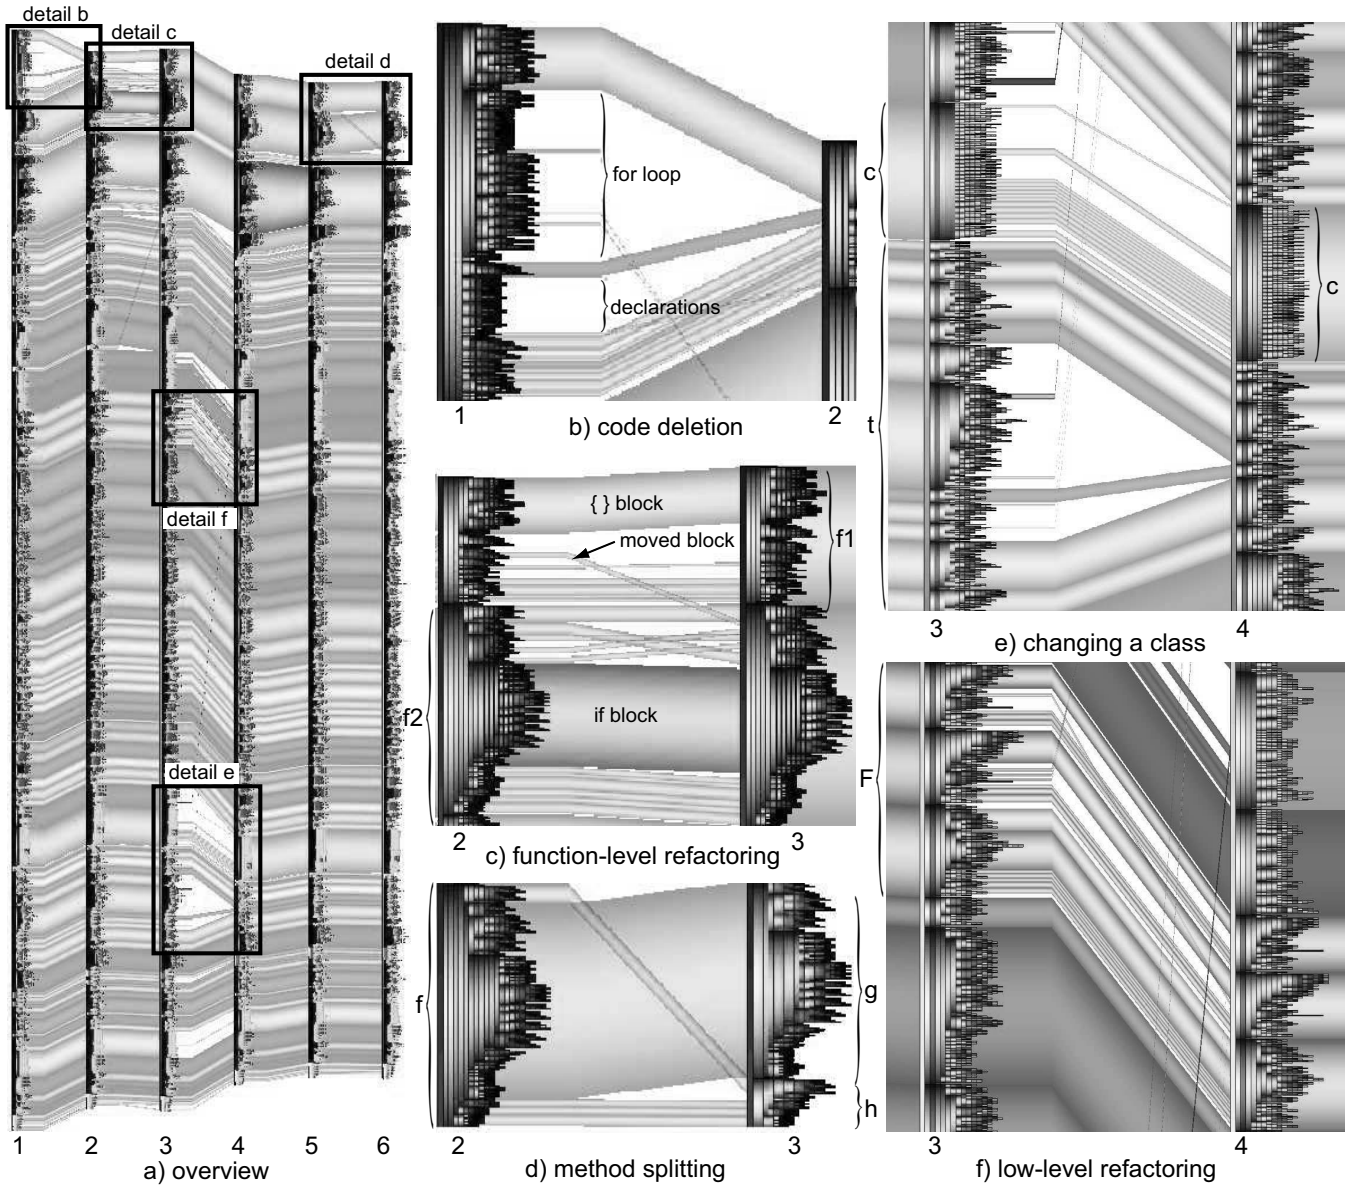 detail b
detail c
detail d
detail f
detail e
1 2 3 4 5 6
a) overview
for loop
declarations
1 2
b) code deletion
{ } block
moved block
f1
f2
if block
2 3
c) function-level refactoring
f
g
h
2 3
d) method splitting
c
t
c
3 4
e) changing a class
F
3 4
f) low-level refactoring